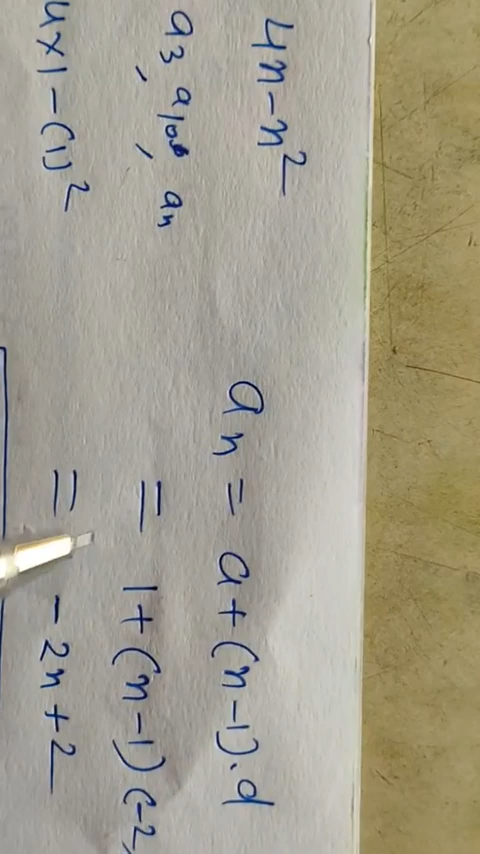 4n-n²
a3, a10, an
4×1-(1)²
an = a+(n-1).d
= 1+(n-1)(-2
= -2n+2